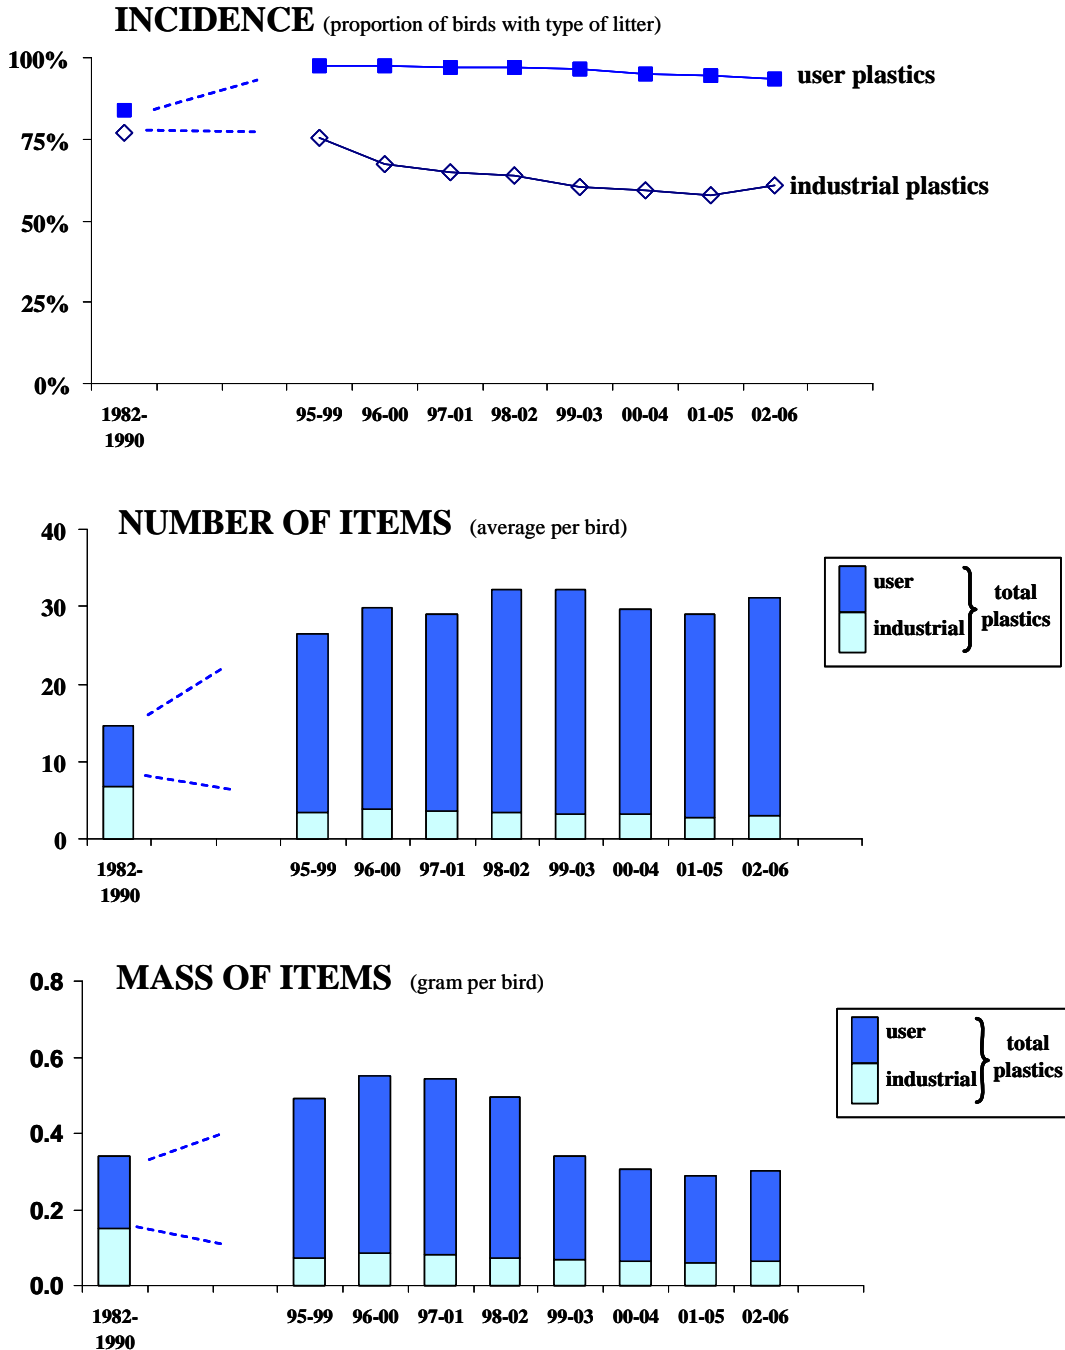 INCIDENCE (proportion of birds with type of litter)
100%
75%
50%
25%
0%
user plastics
industrial plastics
1982-
1990
95-99 96-00 97-01 98-02 99-03 00-04 01-05 02-06
NUMBER OF ITEMS (average per bird)
40
30
20
10
0
user
industrial
total
plastics
1982-
1990
95-99 96-00 97-01 98-02 99-03 00-04 01-05 02-06
MASS OF ITEMS (gram per bird)
0.8
0.6
0.4
0.2
0.0
user
industrial
total
plastics
1982-
1990
95-99 96-00 97-01 98-02 99-03 00-04 01-05 02-06